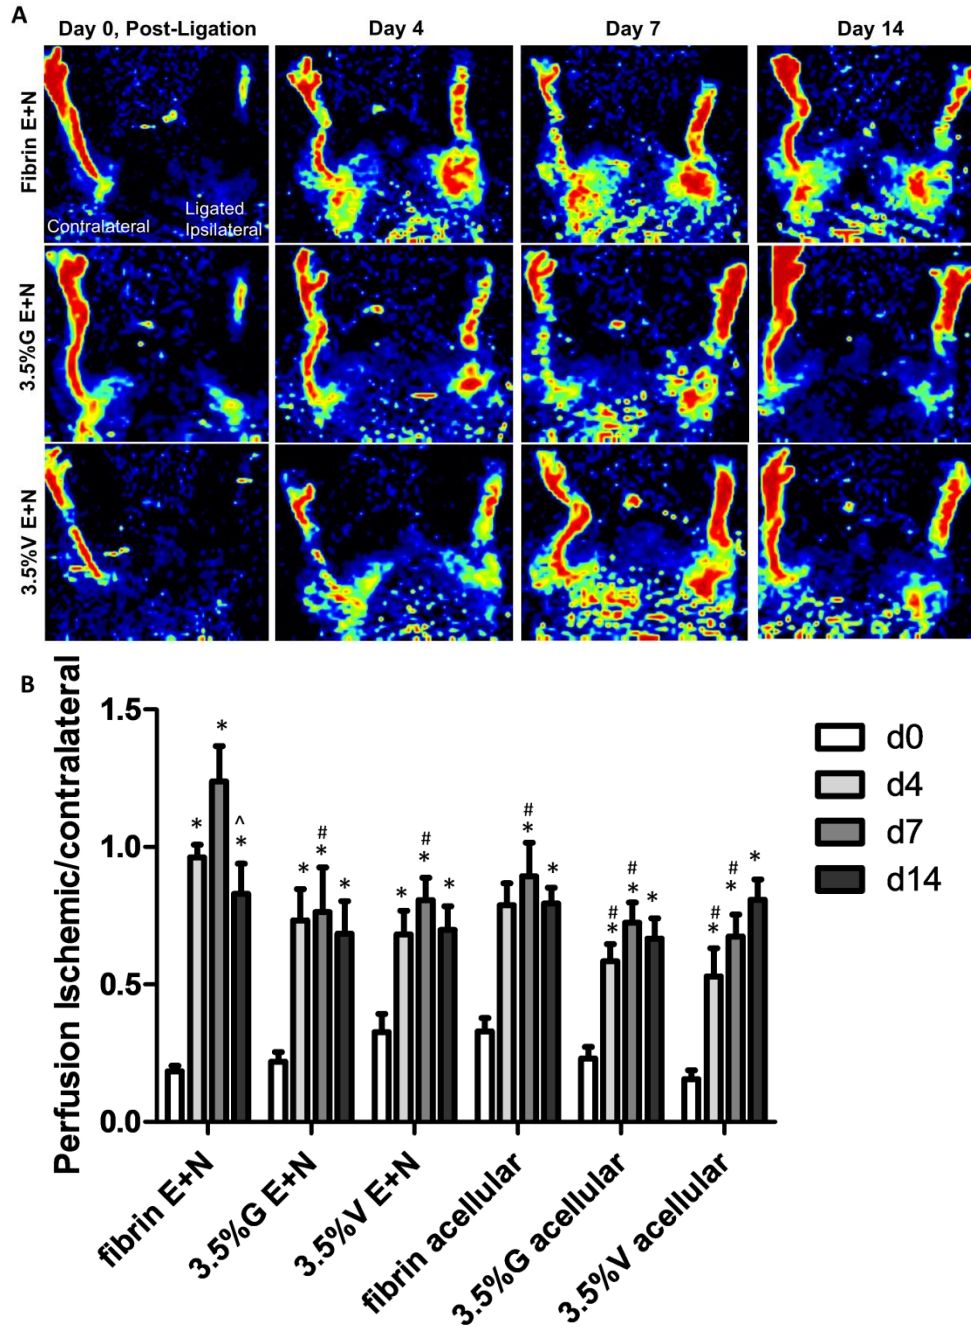 A
Day 0, Post-Ligation Day 4 Day 7 Day 14
Fibrin E+N
Contralateral
Ligated
Ipsilateral
3.5%G E+N
3.5%V E+N
B
Perfusion Ischemic/contralateral
1.5
1.0
0.5
0.0
*
*
^
*
*
#
*
*
*
#
*
*
#
*
*
#
*
#
*
*
#
*
#
*
*
d0
d4
d7
d14
fibrin E+N
3.5%G E+N
3.5%V E+N
fibrin acellular
3.5%G acellular
3.5%V acellular